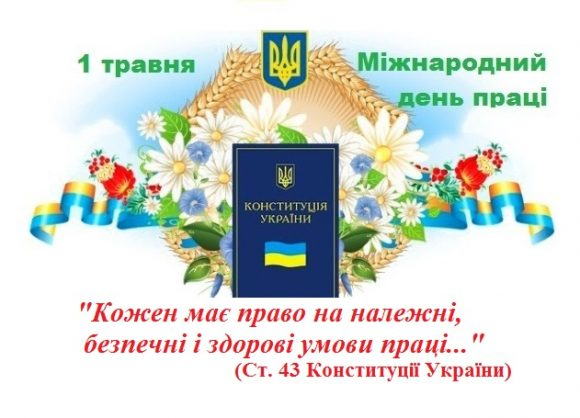 1 травня
Міжнародний
день праці
КОНСТИТУЦІЯ
УКРАЇНИ
"Кожен має право на належні,
безпечні і здорові умови праці..."
(Ст. 43 Конституції України)